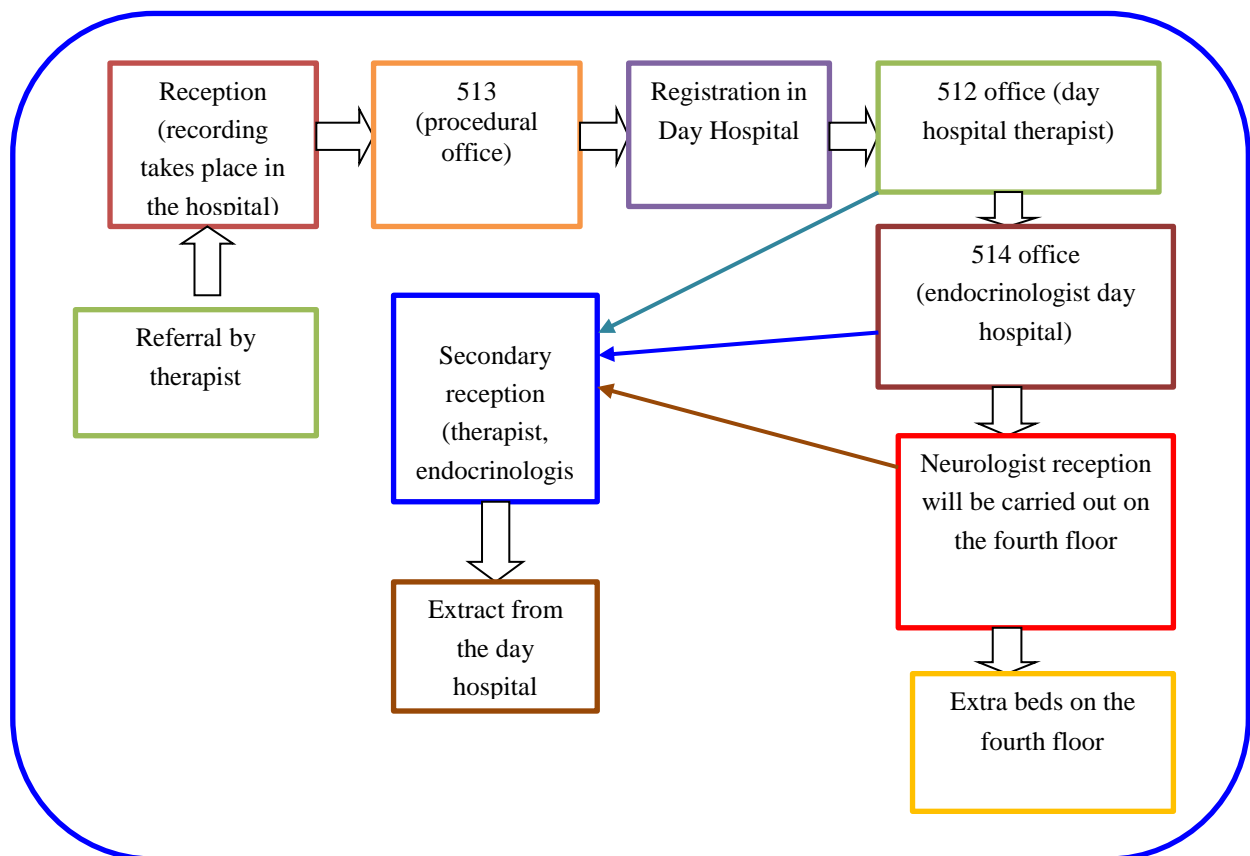 Reception
(recording
takes place in
the hospital)
513
(procedural
office)
Registration in
Day Hospital
512 office (day
hospital therapist)
Referral by
therapist
514 office
(endocrinologist day
hospital)
Secondary
reception
(therapist,
endocrinologis
Neurologist reception
will be carried out on
the fourth floor
Extract from
the day
hospital
Extra beds on the
fourth floor